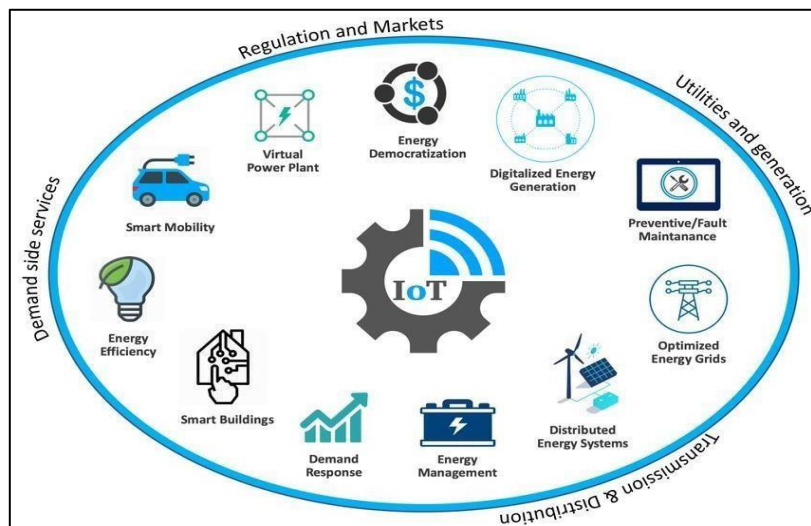 Regulation and Markets
Utilities and generation
Demand side services
Transmission & Distribution
Virtual
Power Plant
$
Energy
Democratization
Digitalized Energy
Generation
Smart Mobility
Preventive/Fault
Maintanance
IoT
Energy
Efficiency
Optimized
Energy Grids
Smart Buildings
Distributed
Energy Systems
Demand
Response
Energy
Management